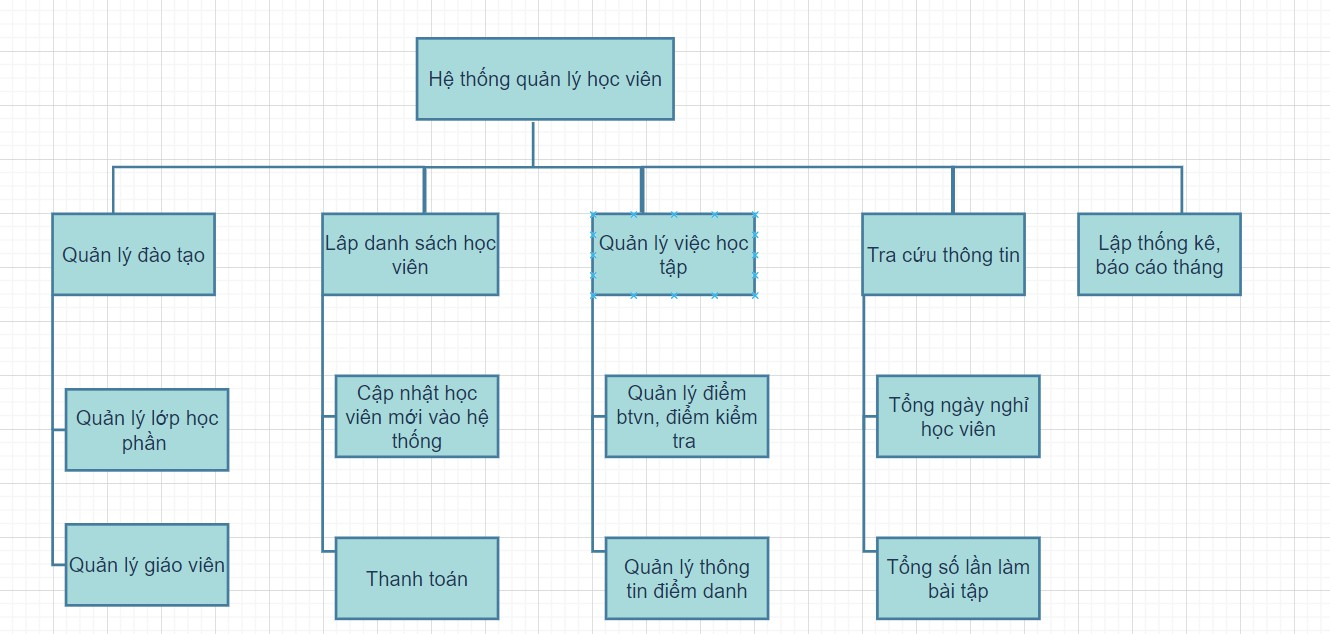 Hệ thống quản lý học viên
Quản lý đào tạo
Lâp danh sách học
viên
Quản lý việc học
tập
Tra cứu thông tin
Lập thống kê,
báo cáo tháng
Quản lý lớp học
phần
Cập nhật học
viên mới vào hệ
thống
Quản lý điểm
btvn, điểm kiểm
tra
Tổng ngày nghỉ
học viên
Quản lý giáo viên
Thanh toán
Quản lý thông
tin điểm danh
Tổng số lần làm
bài tập